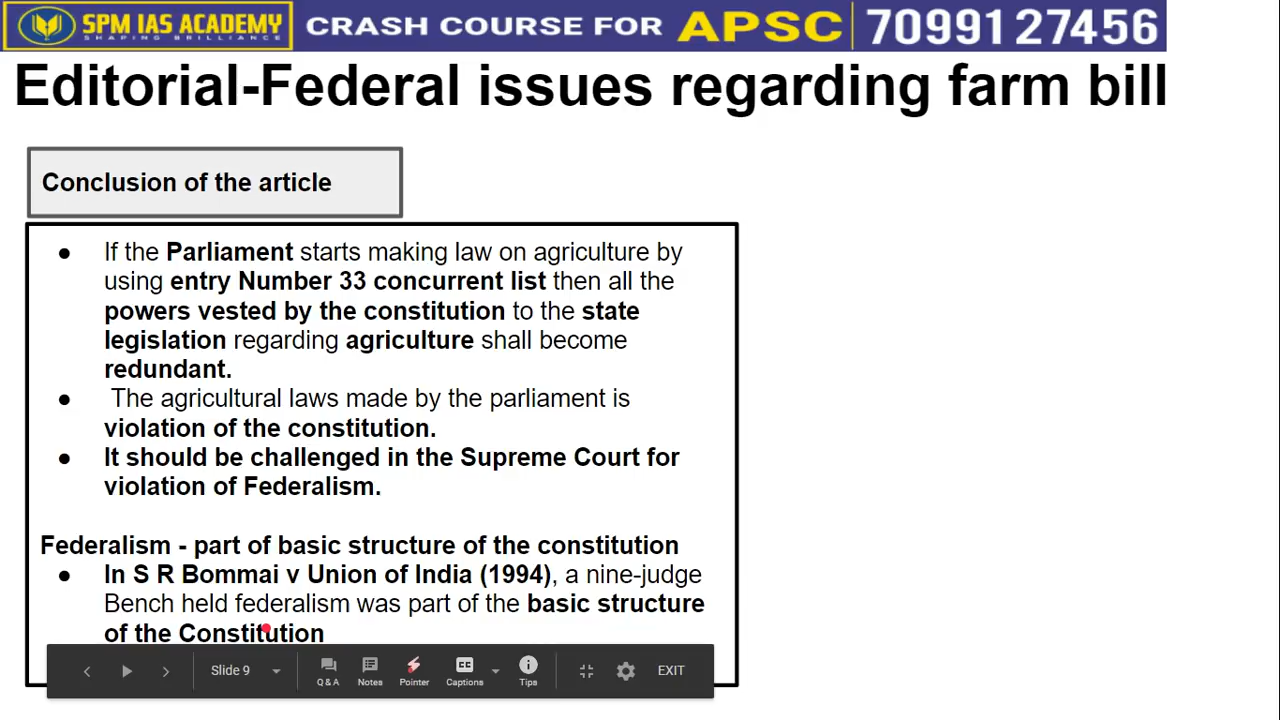 SPM IAS ACADEMY
SHAPING BRILLIANCE
CRASH COURSE FOR APSC 7099127456
Editorial-Federal issues regarding farm bill
Conclusion of the article
● If the Parliament starts making law on agriculture by
using entry Number 33 concurrent list then all the
powers vested by the constitution to the state
legislation regarding agriculture shall become
redundant.
● The agricultural laws made by the parliament is
violation of the constitution.
● It should be challenged in the Supreme Court for
violation of Federalism.
Federalism - part of basic structure of the constitution
● In S R Bommai v Union of India (1994), a nine-judge
Bench held federalism was part of the basic structure
of the Constitution
Slide 9
Q & A
Notes
Pointer
CC
Captions
Tips
EXIT